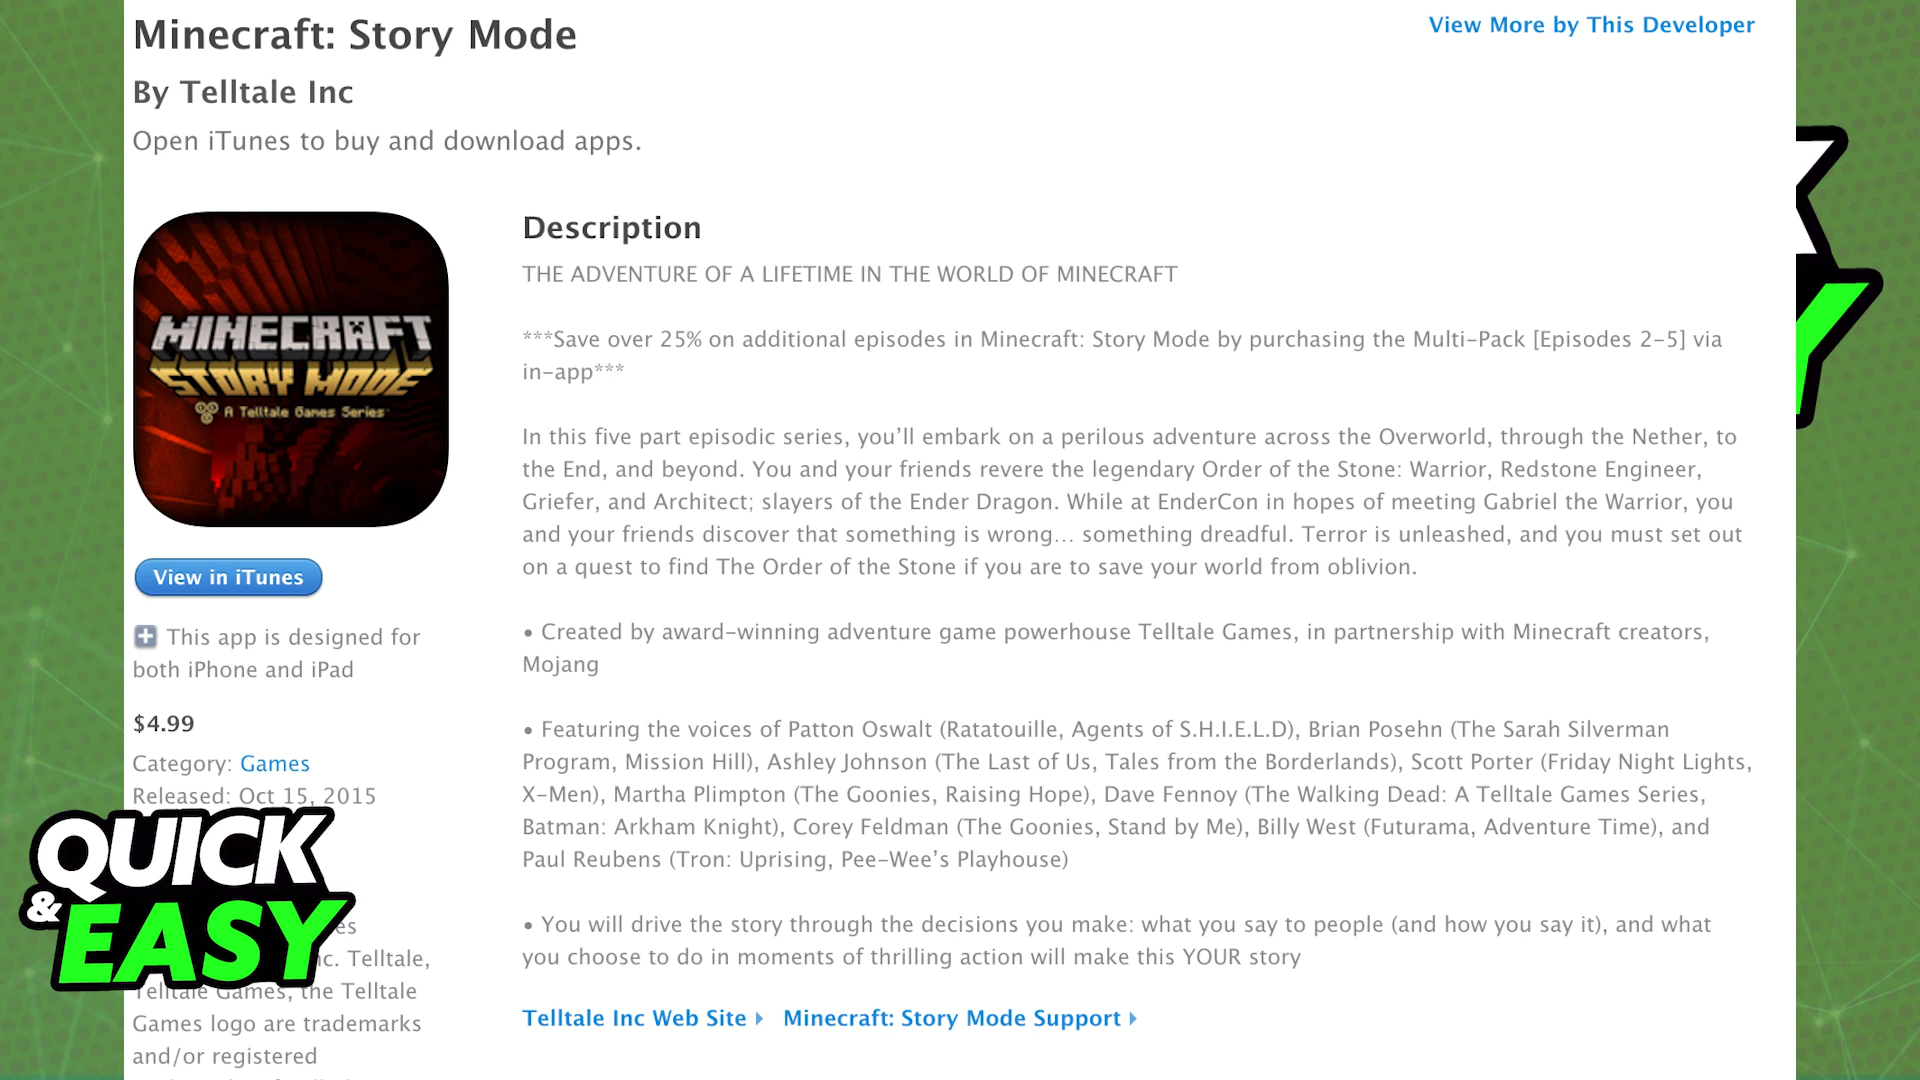 Minecraft: Story Mode
View More by This Developer
By Telltale Inc
Open iTunes to buy and download apps.
MINECRAFT
STORY MODE
A Telltale Games Series
View in iTunes
This app is designed for
both iPhone and iPad
$4.99
Category: Games
Released: Oct 15, 2015
QUICK
& EASY
Telltale,
Telltale Games, the Telltale
Games logo are trademarks
and/or registered
Description
THE ADVENTURE OF A LIFETIME IN THE WORLD OF MINECRAFT
***Save over 25% on additional episodes in Minecraft: Story Mode by purchasing the Multi-Pack [Episodes 2-5] via
in-app***
In this five part episodic series, you’ll embark on a perilous adventure across the Overworld, through the Nether, to
the End, and beyond. You and your friends revere the legendary Order of the Stone: Warrior, Redstone Engineer,
Griefer, and Architect; slayers of the Ender Dragon. While at EnderCon in hopes of meeting Gabriel the Warrior, you
and your friends discover that something is wrong… something dreadful. Terror is unleashed, and you must set out
on a quest to find The Order of the Stone if you are to save your world from oblivion.
• Created by award-winning adventure game powerhouse Telltale Games, in partnership with Minecraft creators,
Mojang
• Featuring the voices of Patton Oswalt (Ratatouille, Agents of S.H.I.E.L.D), Brian Posehn (The Sarah Silverman
Program, Mission Hill), Ashley Johnson (The Last of Us, Tales from the Borderlands), Scott Porter (Friday Night Lights,
X-Men), Martha Plimpton (The Goonies, Raising Hope), Dave Fennoy (The Walking Dead: A Telltale Games Series,
Batman: Arkham Knight), Corey Feldman (The Goonies, Stand by Me), Billy West (Futurama, Adventure Time), and
Paul Reubens (Tron: Uprising, Pee-Wee’s Playhouse)
• You will drive the story through the decisions you make: what you say to people (and how you say it), and what
you choose to do in moments of thrilling action will make this YOUR story
Telltale Inc Web Site
Minecraft: Story Mode Support